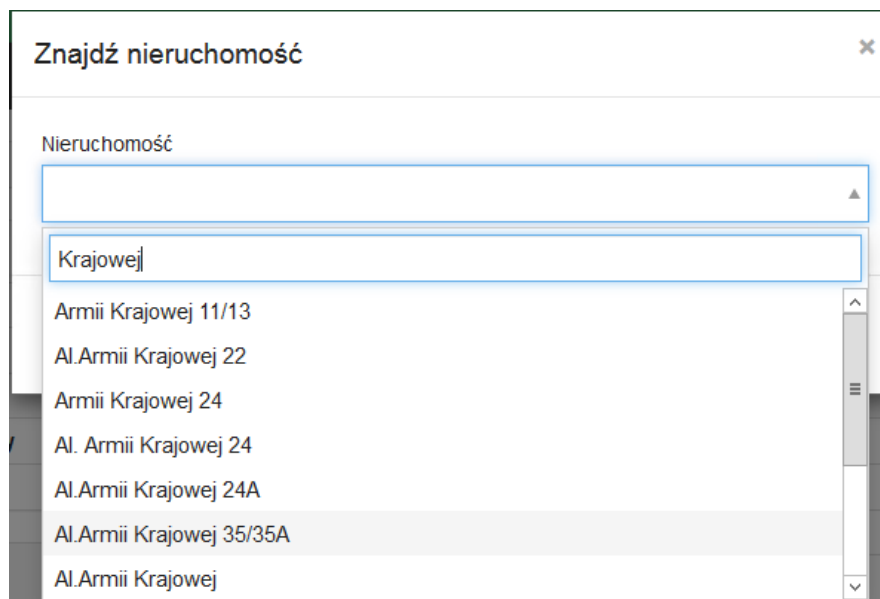 Znajdź nieruchomość
Nieruchomość
Krajowej
Armii Krajowej 11/13
Al.Armii Krajowej 22
Armii Krajowej 24
Al. Armii Krajowej 24
Al.Armii Krajowej 24A
Al.Armii Krajowej 35/35A
Al.Armii Krajowej